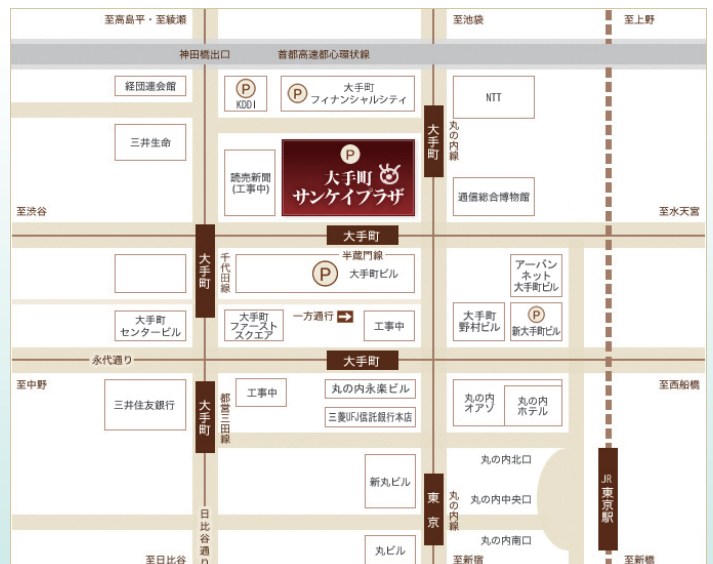 至高島平・至綾瀬
至池袋
至上野
神田橋出口
首都高速都心環状線
経団連会館
P
KDDI
P
大手町
フィナンシャルシティ
NTT
大手町
丸の内線
三井生命
読売新聞
(工事中)
P
大手町
サンケイプラザ
通信総合博物館
至渋谷
至水天宮
大手町
大手町
千代田線
半蔵門線
P
大手町ビル
アーバン
ネット
大手町ビル
大手町
センタービル
大手町
ファースト
スクエア
一方通行
工事中
大手町
野村ビル
P
新大手町ビル
永代通り
大手町
至中野
至西船橋
三井住友銀行
大手町
都営三田線
工事中
丸の内永楽ビル
三菱UFJ信託銀行本店
丸の内
オアゾ
丸の内
ホテル
新丸ビル
東京
丸の内線
丸の内北口
丸の内中央口
丸の内南口
JR東京駅
日比谷通り
丸ビル
至日比谷
至新宿
至新橋